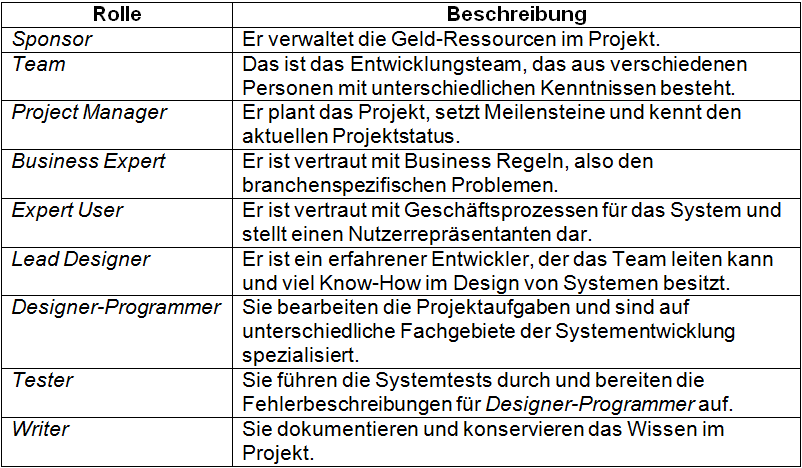 Rolle Beschreibung
Sponsor Er verwaltet die Geld-Ressourcen im Projekt.
Team Das ist das Entwicklungsteam, das aus verschiedenen
Personen mit unterschiedlichen Kenntnissen besteht.
Project Manager Er plant das Projekt, setzt Meilensteine und kennt den
aktuellen Projektstatus.
Business Expert Er ist vertraut mit Business Regeln, also den
branchenspezifischen Problemen.
Expert User Er ist vertraut mit Geschäftsprozessen für das System und
stellt einen Nutzerrepräsentanten dar.
Lead Designer Er ist ein erfahrener Entwickler, der das Team leiten kann
und viel Know-How im Design von Systemen besitzt.
Designer-Programmer Sie bearbeiten die Projektaufgaben und sind auf
unterschiedliche Fachgebiete der Systementwicklung
spezialisiert.
Tester Sie führen die Systemtests durch und bereiten die
Fehlerbeschreibungen für Designer-Programmer auf.
Writer Sie dokumentieren und konservieren das Wissen im
Projekt.